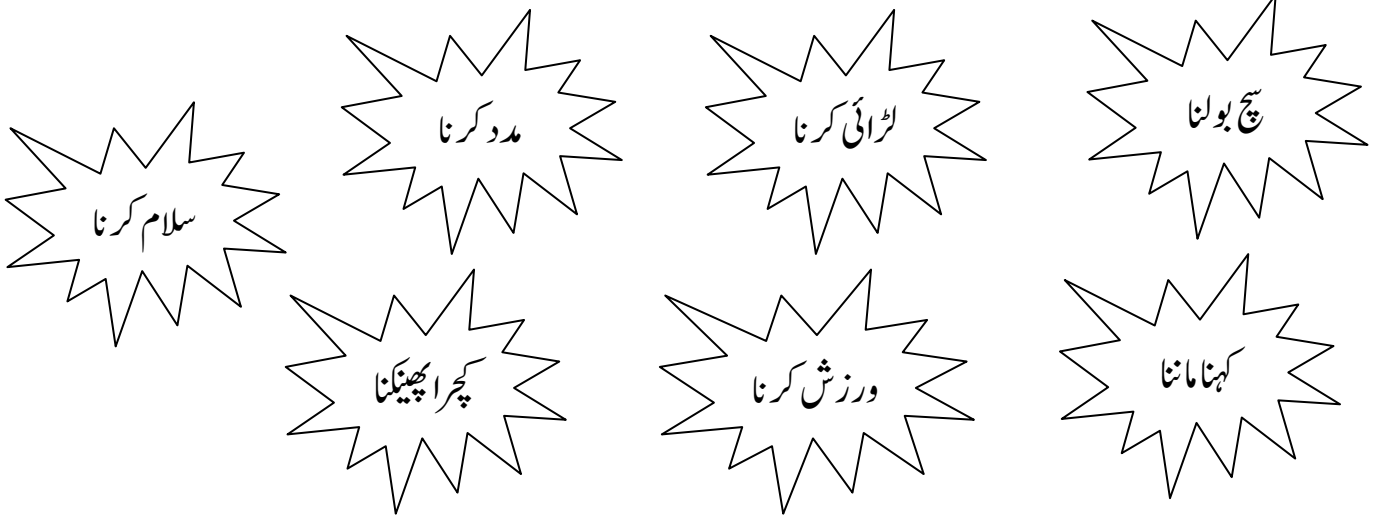 سچ بولنا
لڑائی کرنا
مدد کرنا
سلام کرنا
کہنا ماننا
ورزش کرنا
کچرا پھینکنا